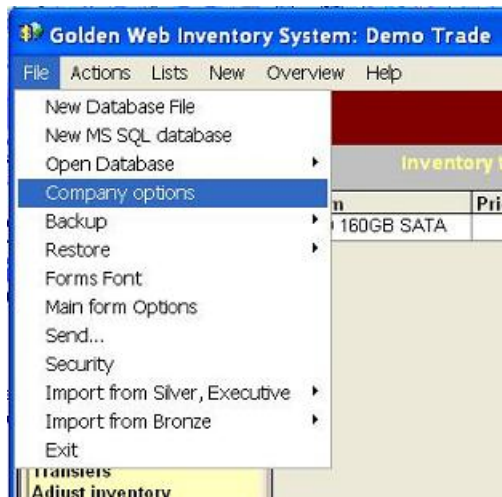 Golden Web Inventory System: Demo Trade
File Actions Lists New Overview Help
New Database File
New MS SQL database
Open Database
Inventory
Company options
n Pri
Backup
160GB SATA
Restore
Forms Font
Main form Options
Send...
Security
Import from Silver, Executive
Import from Bronze
Exit
Transfers
Adjust inventory